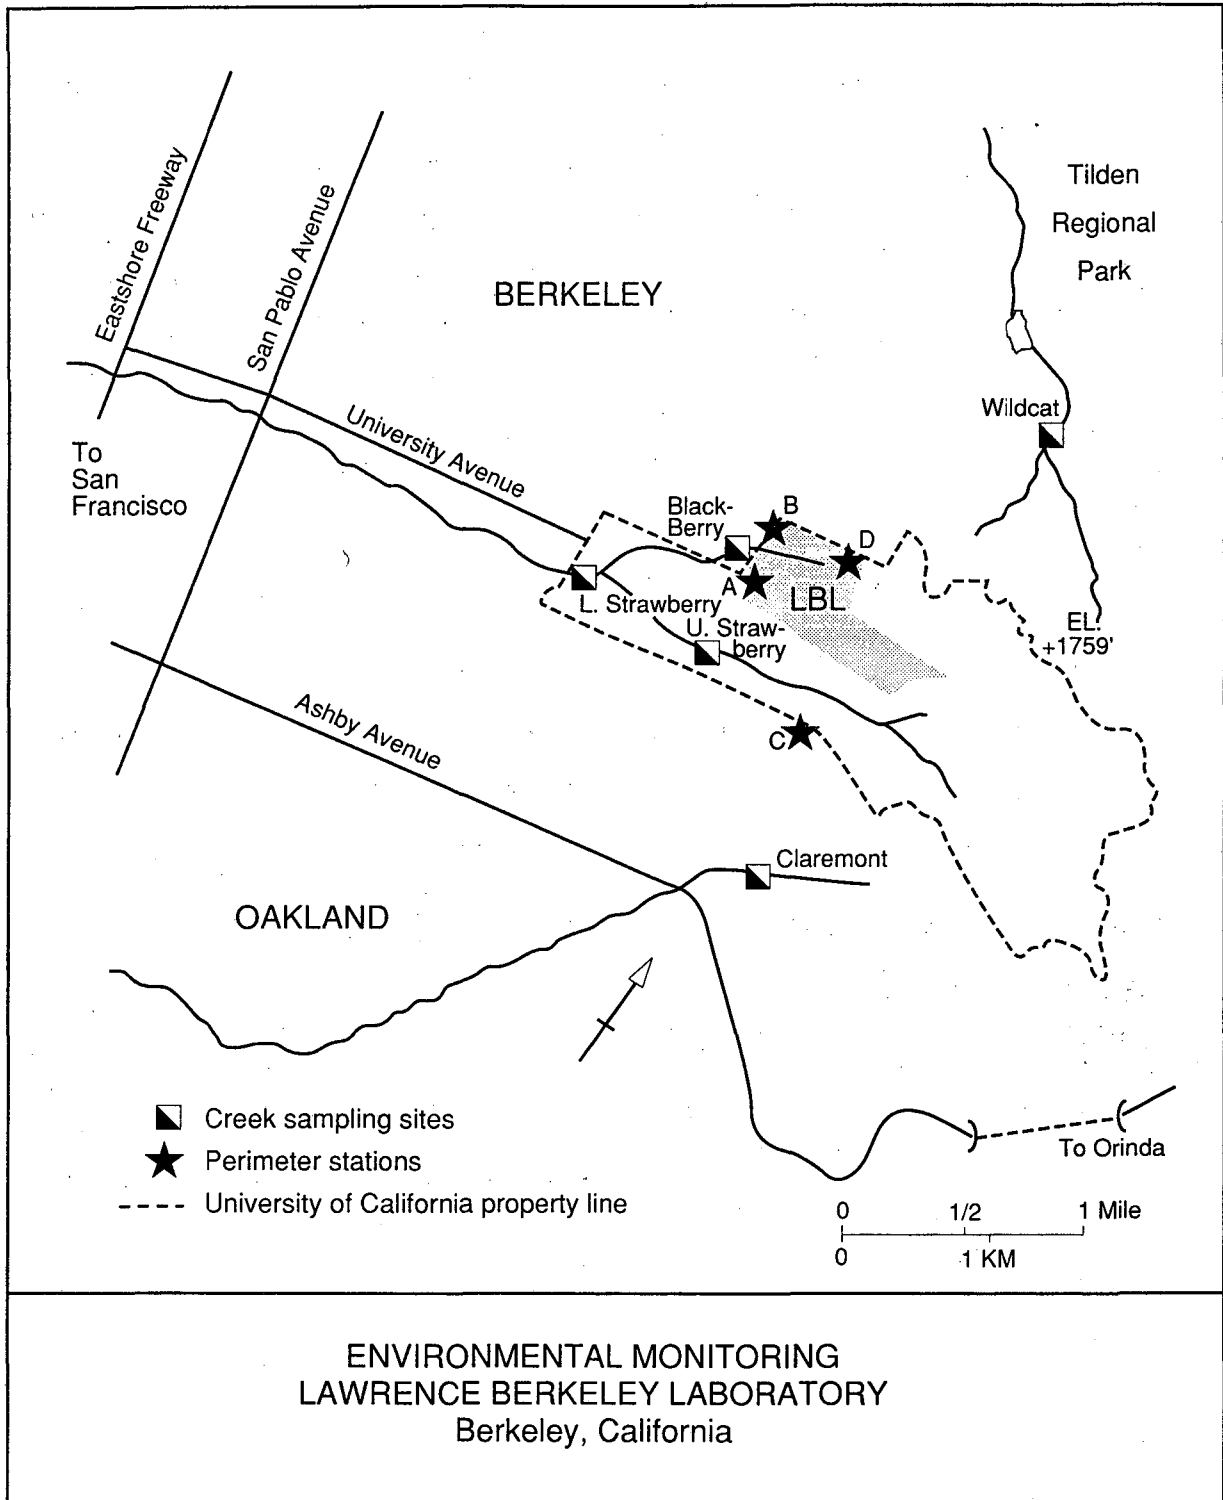 Tilden
Regional
Park
Eastshore Freeway
San Pablo Avenue
BERKELEY
Wildcat
University Avenue
To
San
Francisco
Black-
Berry
B
D
A
LBL
L. Strawberry
U. Straw-
berry
EL.
+1759'
C
Ashby Avenue
Claremont
OAKLAND
Creek sampling sites
Perimeter stations
University of California property line
To Orinda
0 1/2 1 Mile
0 1 KM
ENVIRONMENTAL MONITORING
LAWRENCE BERKELEY LABORATORY
Berkeley, California